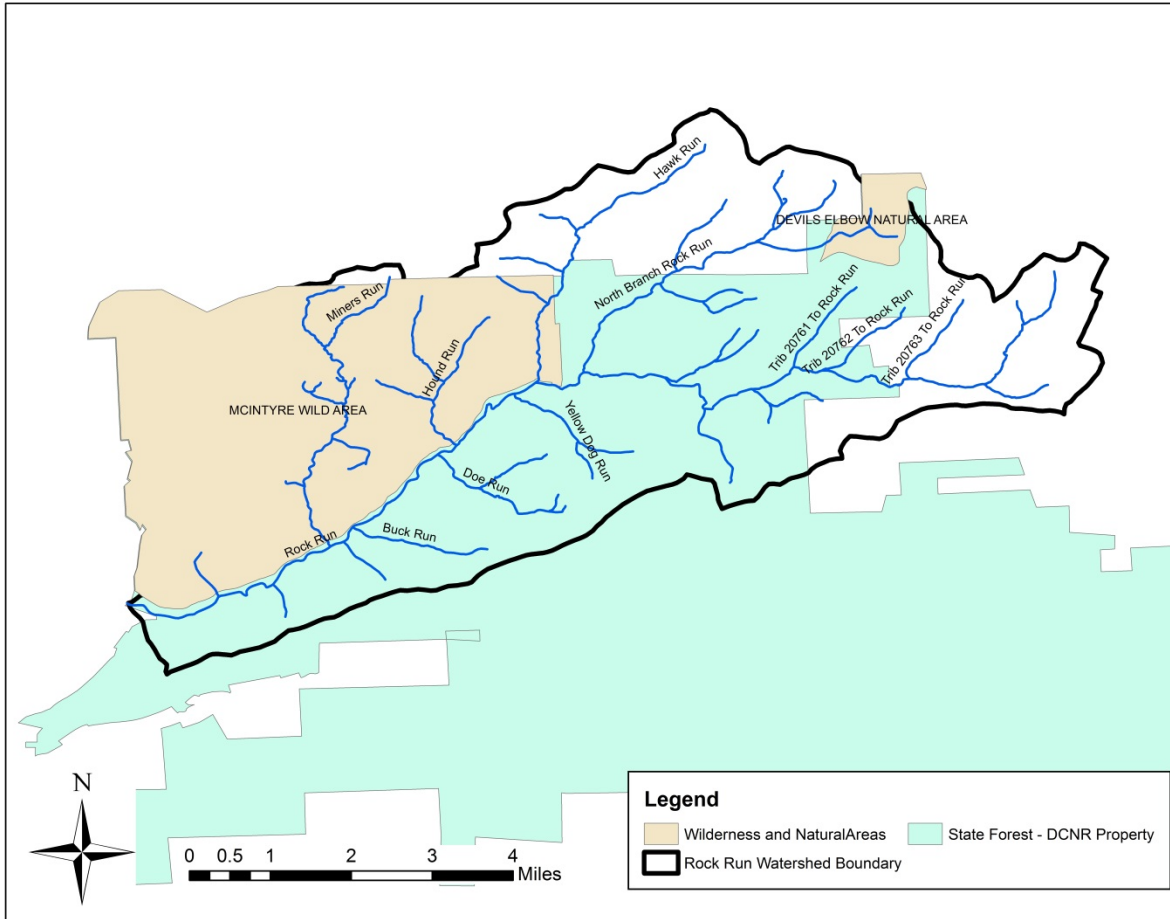 Hawk Run
DEVILS ELBOW NATURAL AREA
North Branch Rock Run
Miners Run
Trib 20761 To Rock Run
Trib 20762 To Rock Run
Trib 20763 To Rock Run
Hound Run
MCINTYRE WILD AREA
Yellow Dog Run
Doe Run
Buck Run
Rock Run
N
0 0.5 1 2 3 4
Miles
Legend
Wilderness and NaturalAreas
State Forest - DCNR Property
Rock Run Watershed Boundary